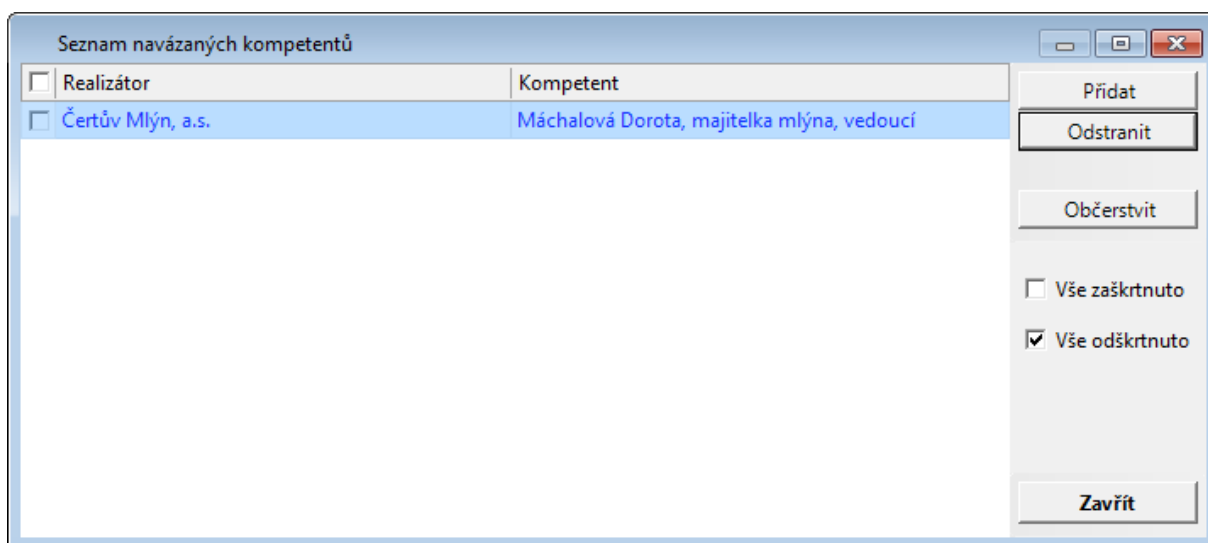 Seznam navázaných kompetentů
Realizátor Kompetent
Čertův Mlýn, a.s. Máchalová Dorota, majitelka mlýna, vedoucí
Přidat
Odstranit
Občerstvit
Vše zaškrtnuto
Vše odškrtnuto
Zavřít